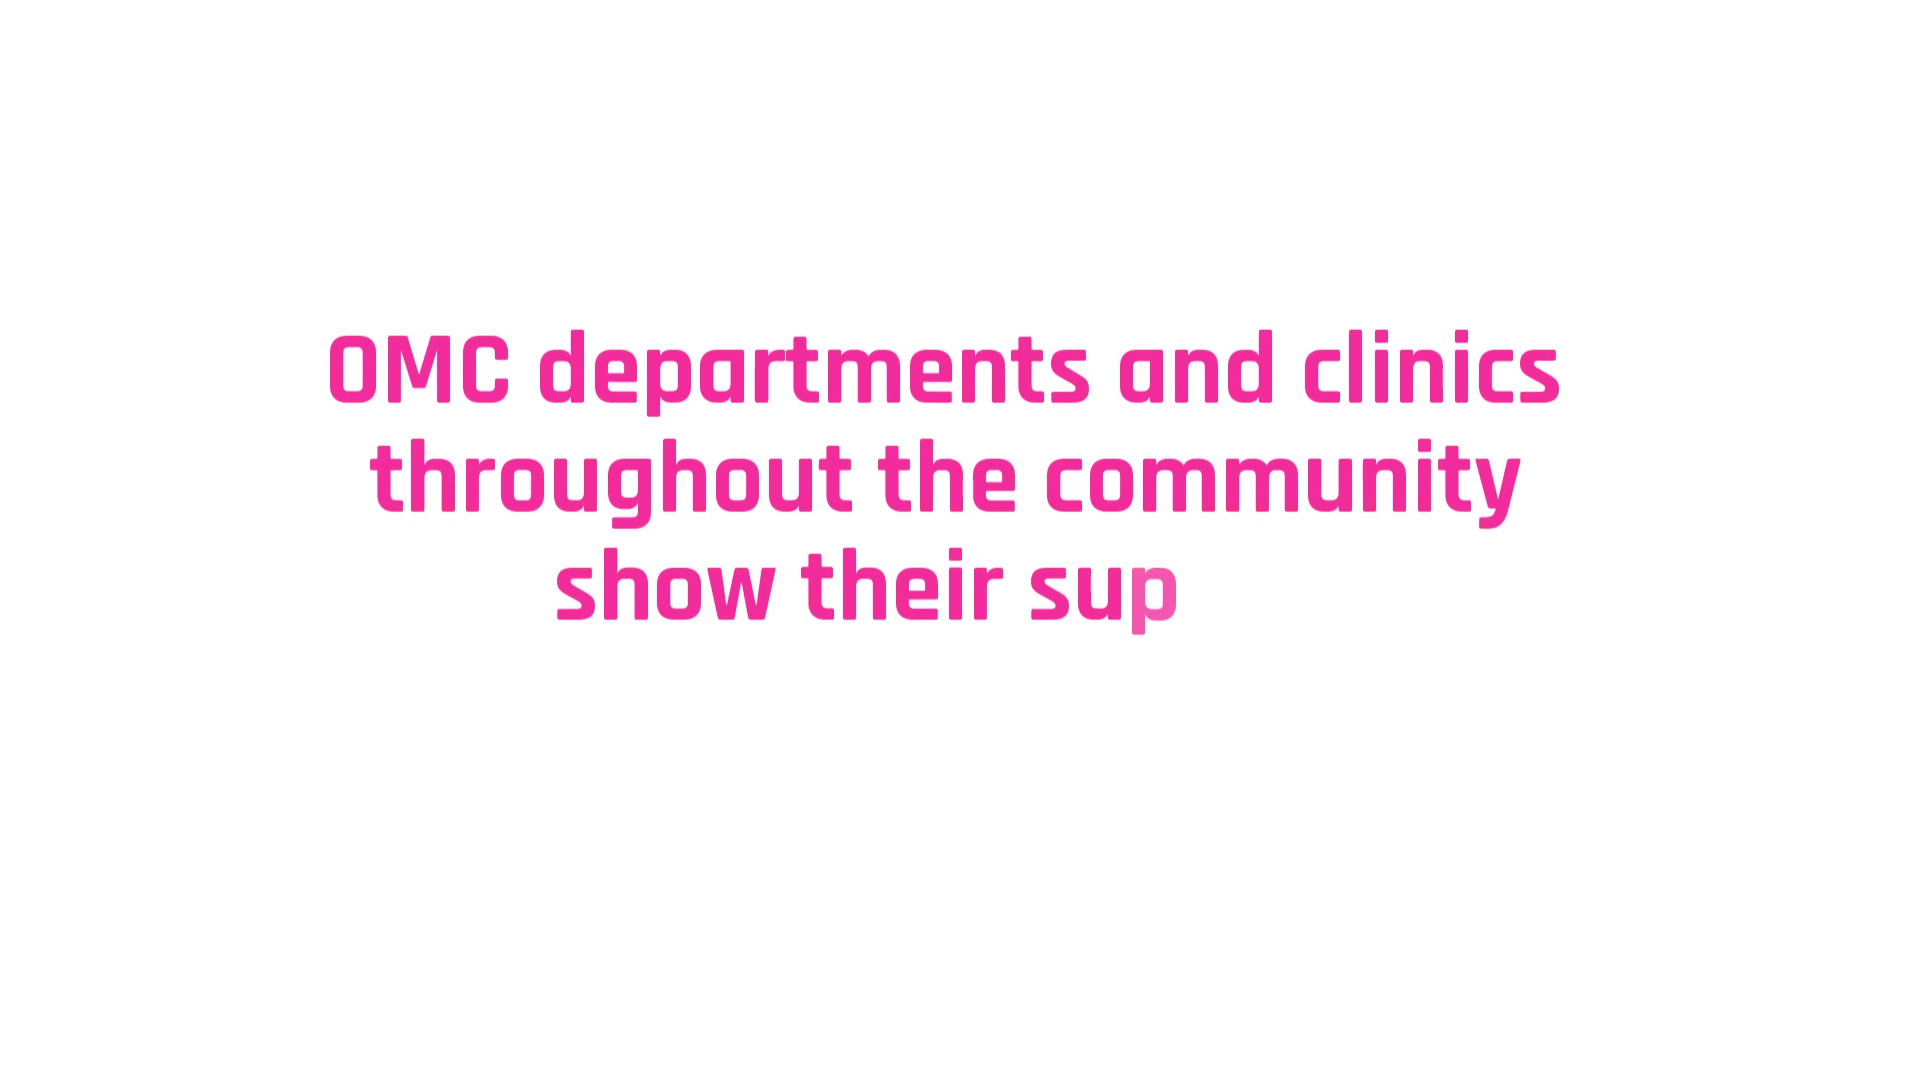 OMC departments and clinics
throughout the community
show their sup